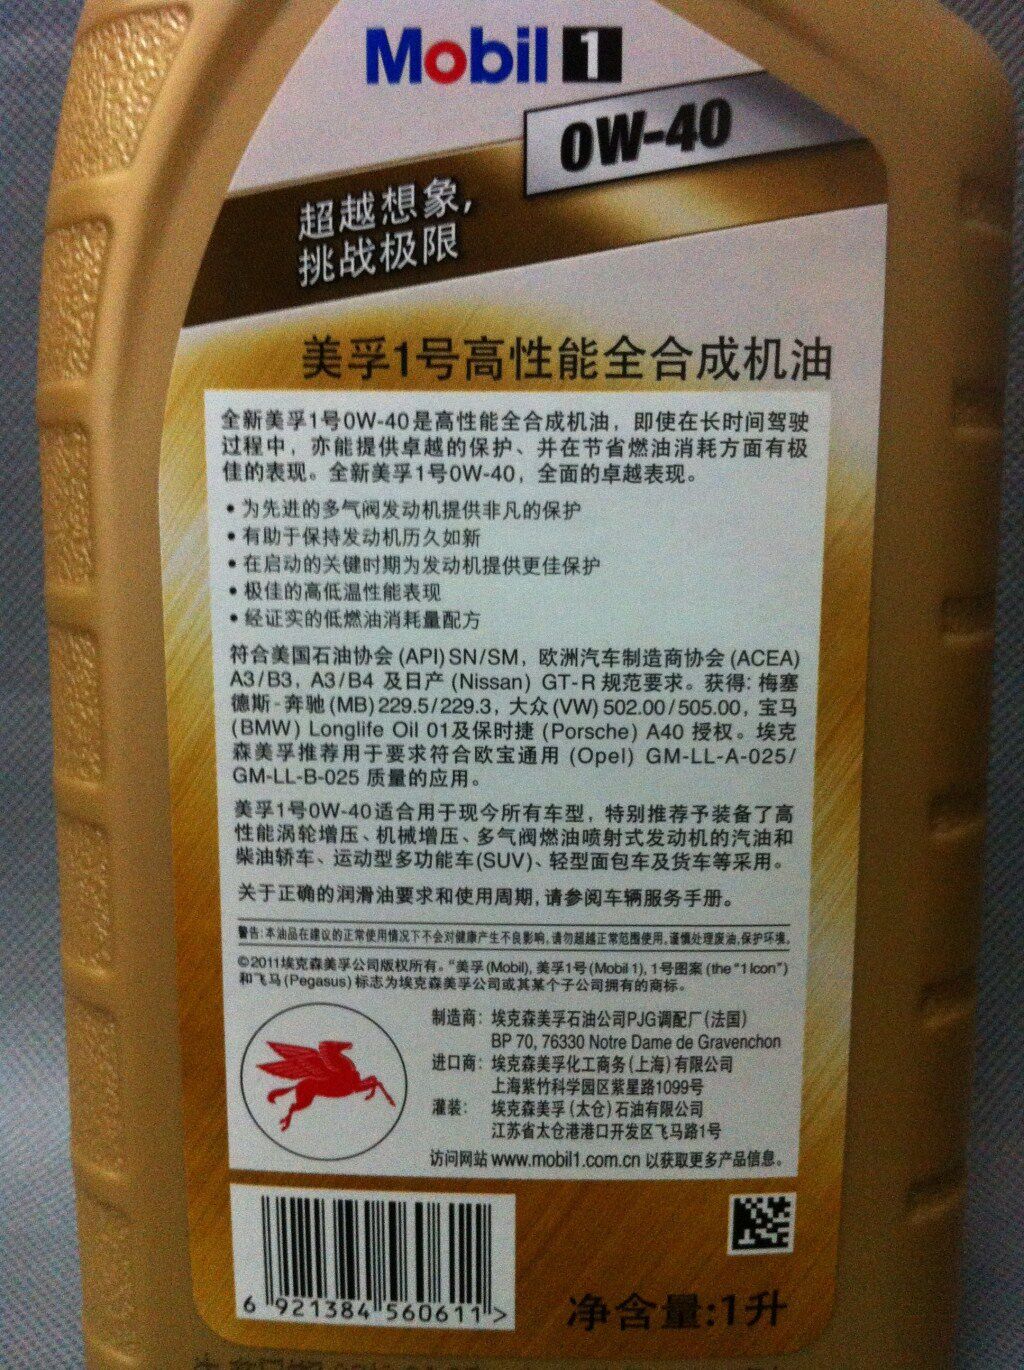 Mobil 1
0W-40
超越想象，
挑战极限
美孚1号高性能全合成机油
全新美孚1号0W-40是高性能全合成机油，即使在长时间驾驶
过程中，亦能提供卓越的保护、并在节省燃油消耗方面有极
佳的表现。全新美孚1号0W-40，全面的卓越表现。
• 为先进的多气阀发动机提供非凡的保护
• 有助于保持发动机历久如新
• 在启动的关键时期为发动机提供更佳保护
• 极佳的高低温性能表现
• 经证实的低燃油消耗量配方
符合美国石油协会 (API) SN/SM，欧洲汽车制造商协会 (ACEA)
A3/B3，A3/B4 及日产 (Nissan) GT-R 规范要求。获得: 梅塞
德斯-奔驰(MB) 229.5/229.3，大众(VW) 502.00/505.00，宝马
(BMW) Longlife Oil 01及保时捷 (Porsche) A40 授权。埃克
森美孚推荐用于要求符合欧宝通用 (Opel) GM-LL-A-025/
GM-LL-B-025 质量的应用。
美孚1号0W-40适合用于现今所有车型，特别推荐予装备了高
性能涡轮增压、机械增压、多气阀燃油喷射式发动机的汽油和
柴油轿车、运动型多功能车(SUV)、轻型面包车及货车等采用。
关于正确的润滑油要求和使用周期,请参阅车辆服务手册。
警告:本油品在建议的正常使用情况下不会对健康产生不良影响,请勿超越正常范围使用,谨慎处理废油,保护环境。
©2011埃克森美孚公司版权所有。“美孚(Mobil), 美孚1号(Mobil 1), 1号图案 (the “1 Icon”)
和飞马(Pegasus) 标志为埃克森美孚公司或其某个子公司拥有的商标。
制造商: 埃克森美孚石油公司PJG调配厂(法国)
BP 70, 76330 Notre Dame de Gravenchon
进口商: 埃克森美孚化工商务(上海)有限公司
上海紫竹科学园区紫星路1099号
灌装: 埃克森美孚(太仓)石油有限公司
江苏省太仓港港口开发区飞马路1号
访问网站 www.mobil1.com.cn 以获取更多产品信息。
6 921384 560611 >
净含量:1升